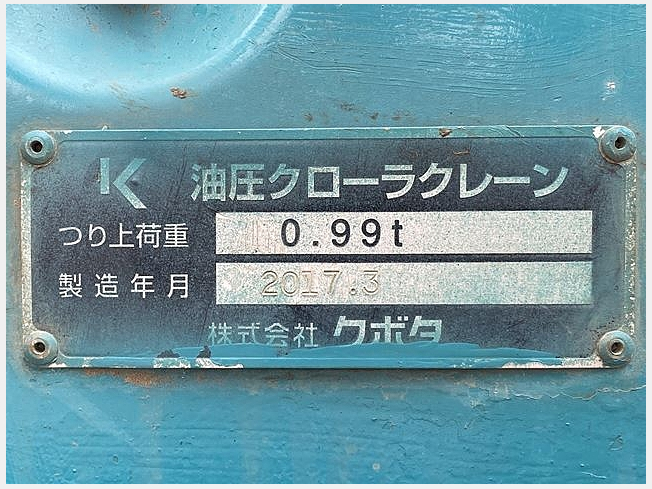 K 油圧クローラクレーン
つり上荷重 0.99t
製造年月 2017.3
株式会社 クボタ